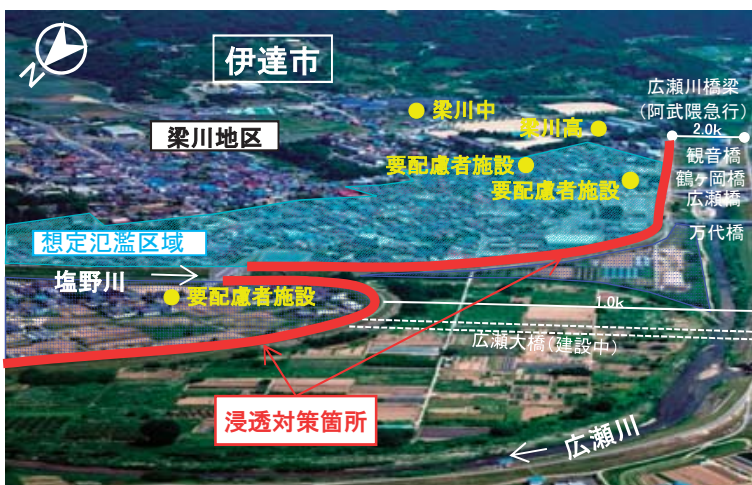 N
伊達市
梁川地区
梁川中
梁川高
要配慮者施設
要配慮者施設
広瀬川橋梁
(阿武隈急行)
2.0k
観音橋
鶴ヶ岡橋
広瀬橋
万代橋
想定氾濫区域
塩野川
要配慮者施設
1.0k
広瀬大橋(建設中)
浸透対策箇所
広瀬川